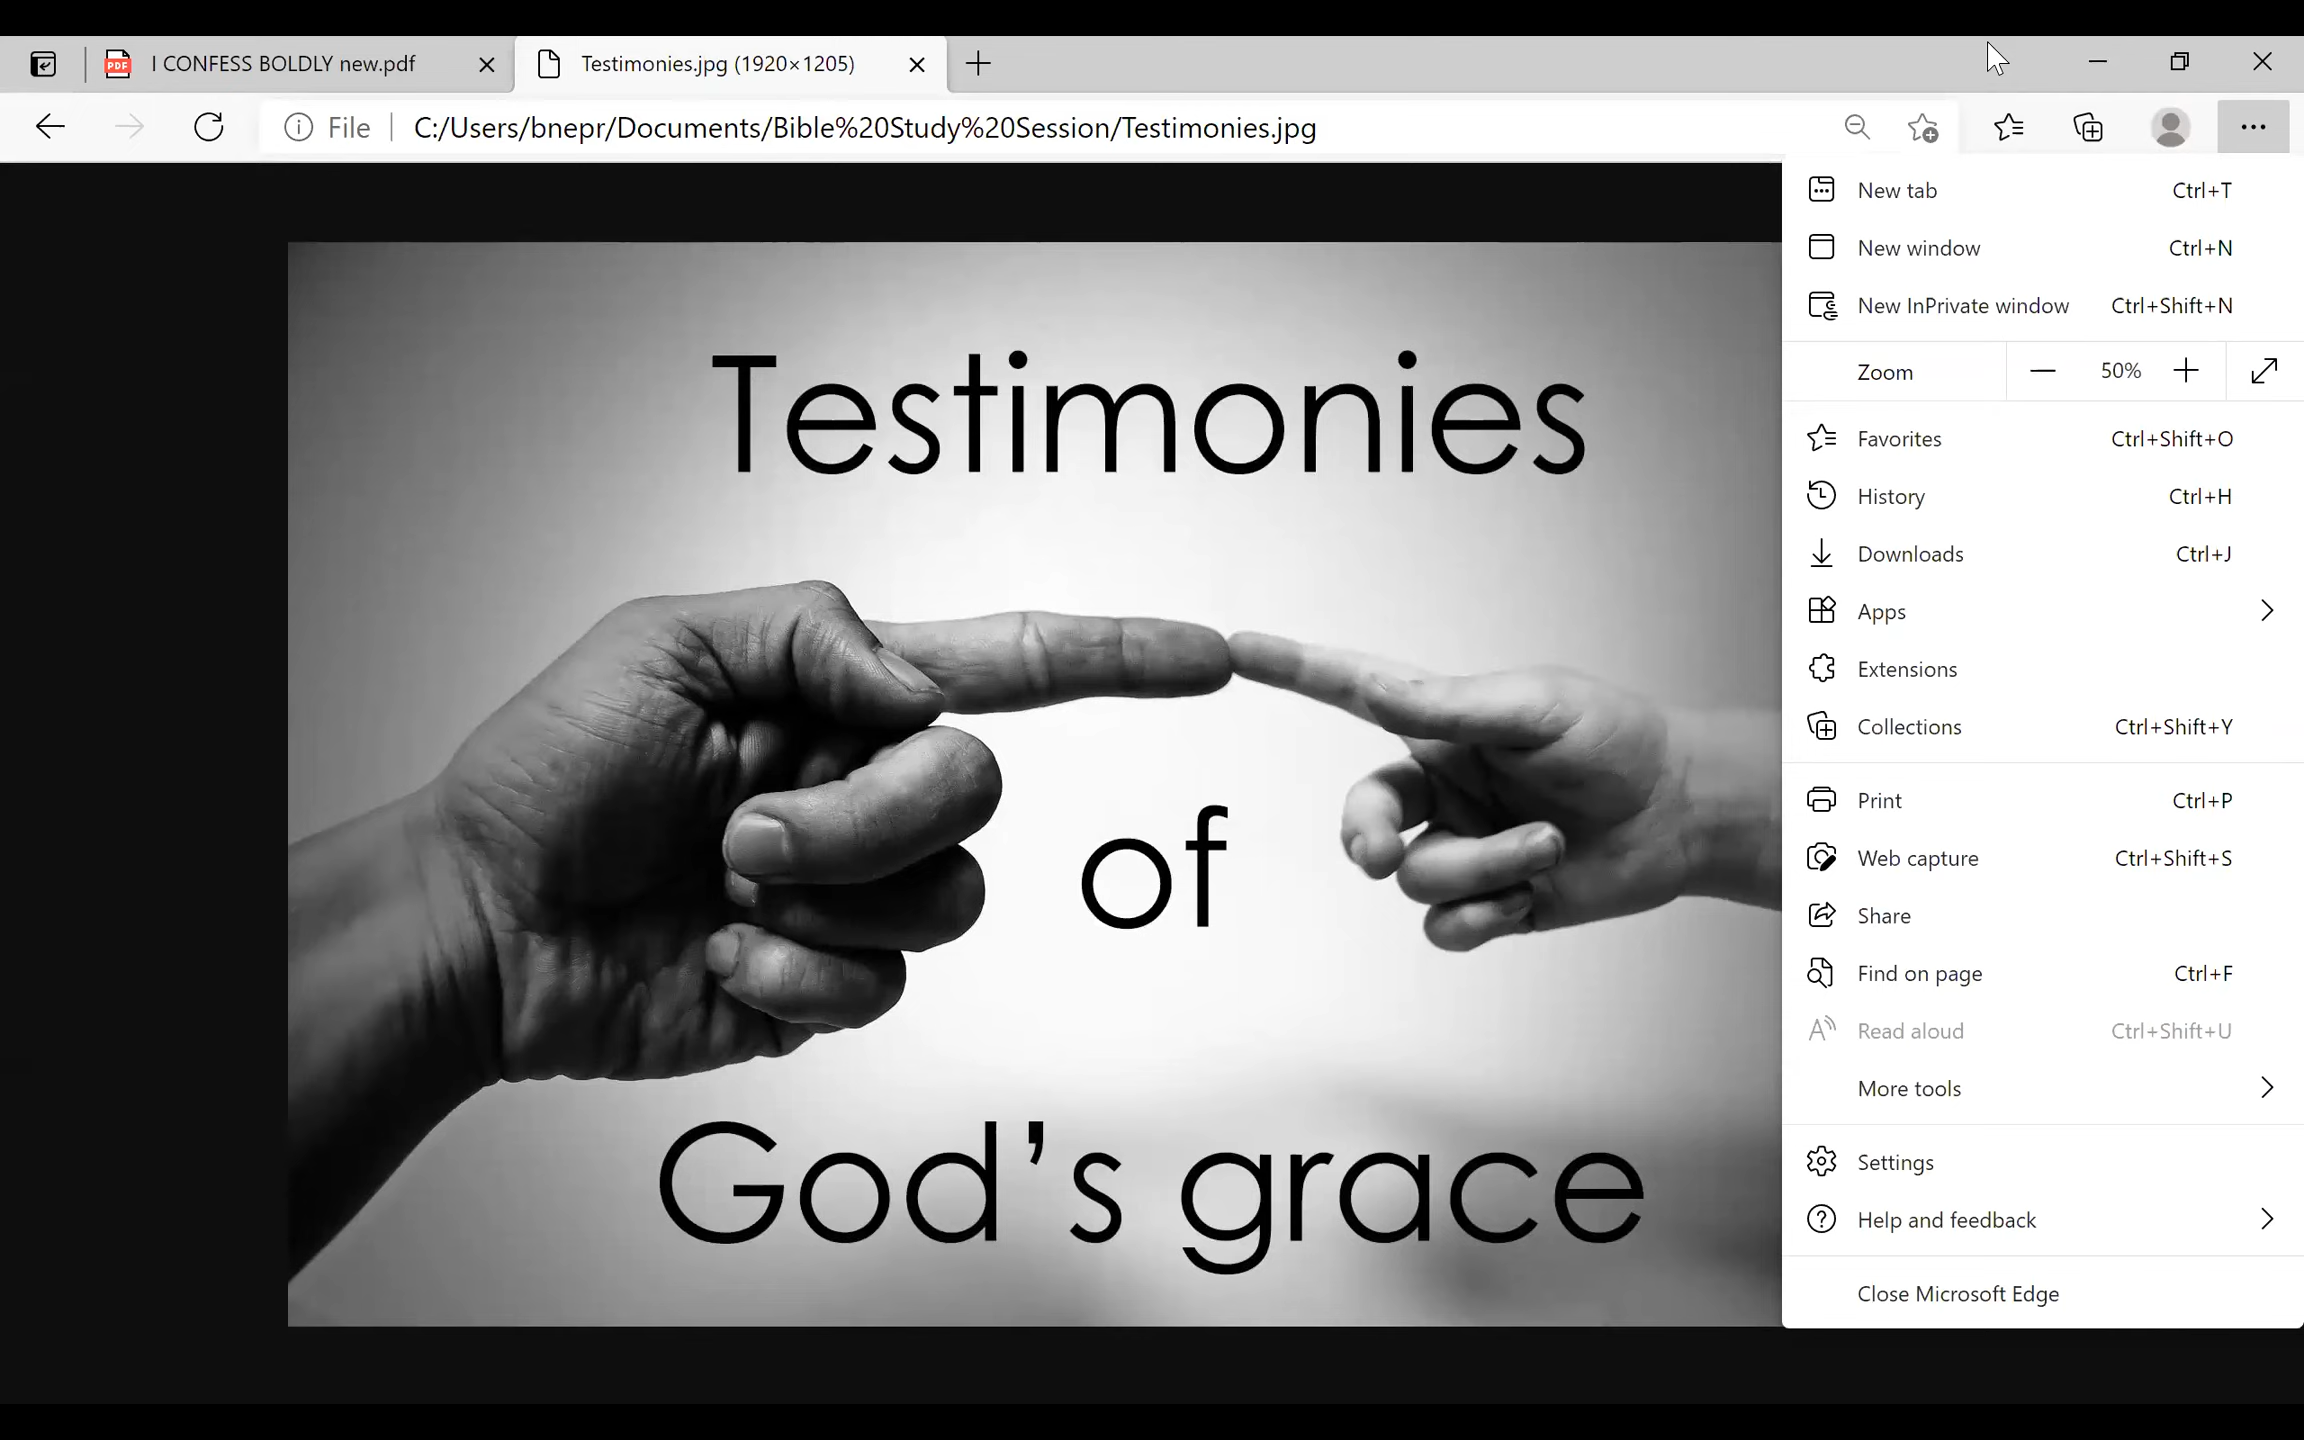 I CONFESS BOLDLY new.pdf
Testimonies.jpg (1920×1205)
File
C:/Users/bnepr/Documents/Bible%20Study%20Session/Testimonies.jpg
New tab Ctrl+T
New window Ctrl+N
New InPrivate window Ctrl+Shift+N
Zoom 50%
Favorites Ctrl+Shift+O
History Ctrl+H
Downloads Ctrl+J
Apps
Extensions
Collections Ctrl+Shift+Y
Print Ctrl+P
Web capture Ctrl+Shift+S
Share
Find on page Ctrl+F
Read aloud Ctrl+Shift+U
More tools
Settings
Help and feedback
Close Microsoft Edge
Testimonies
of
God’s grace